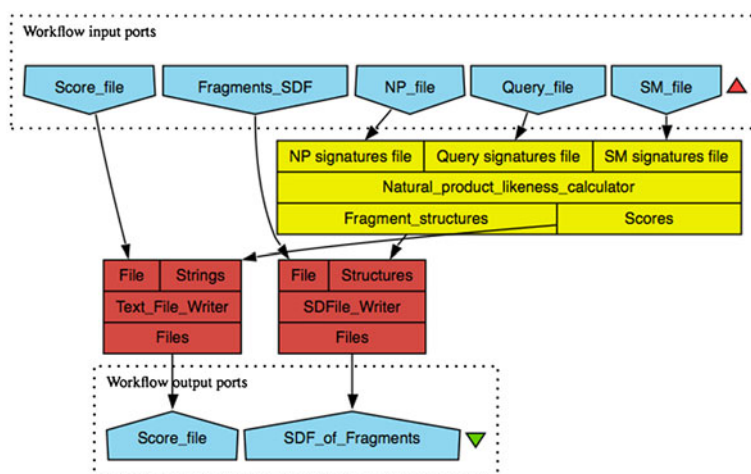 Workflow input ports
Score_file Fragments_SDF NP_file Query_file SM_file
NP signatures file Query signatures file SM signatures file
Natural_product_likeness_calculator
Fragment_structures Scores
File Strings File Structures
Text_File_Writer SDFile_Writer
Files Files
Workflow output ports
Score_file SDF_of_Fragments